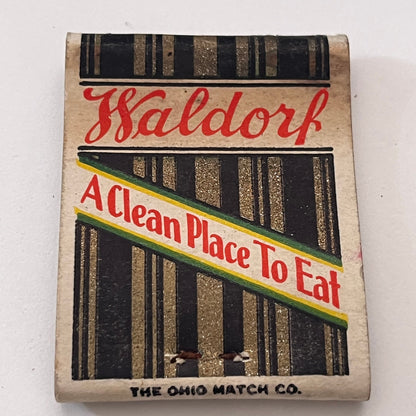 Waldorf
A Clean Place To Eat
THE OHIO MATCH CO.